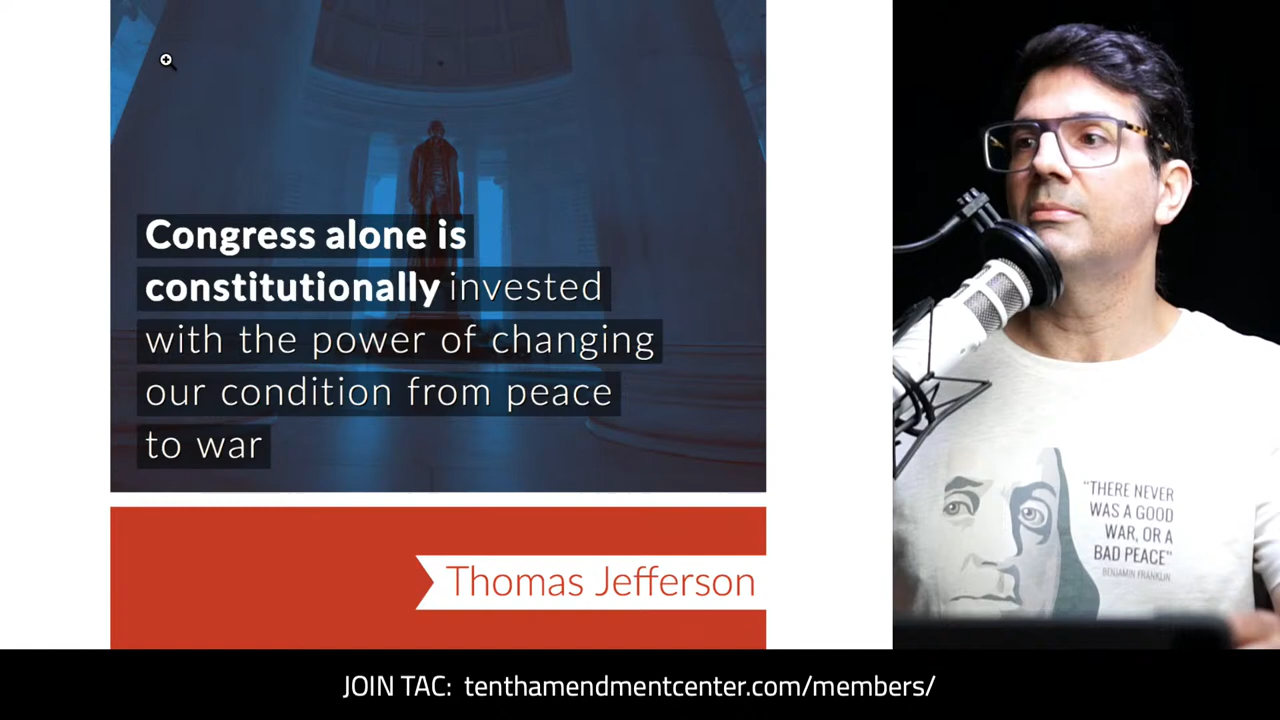 Congress alone is
constitutionally invested
with the power of changing
our condition from peace
to war
Thomas Jefferson
"THERE NEVER
WAS A GOOD
WAR, OR A
BAD PEACE"
BENJAMIN FRANKLIN
JOIN TAC: tenthamendmentcenter.com/members/